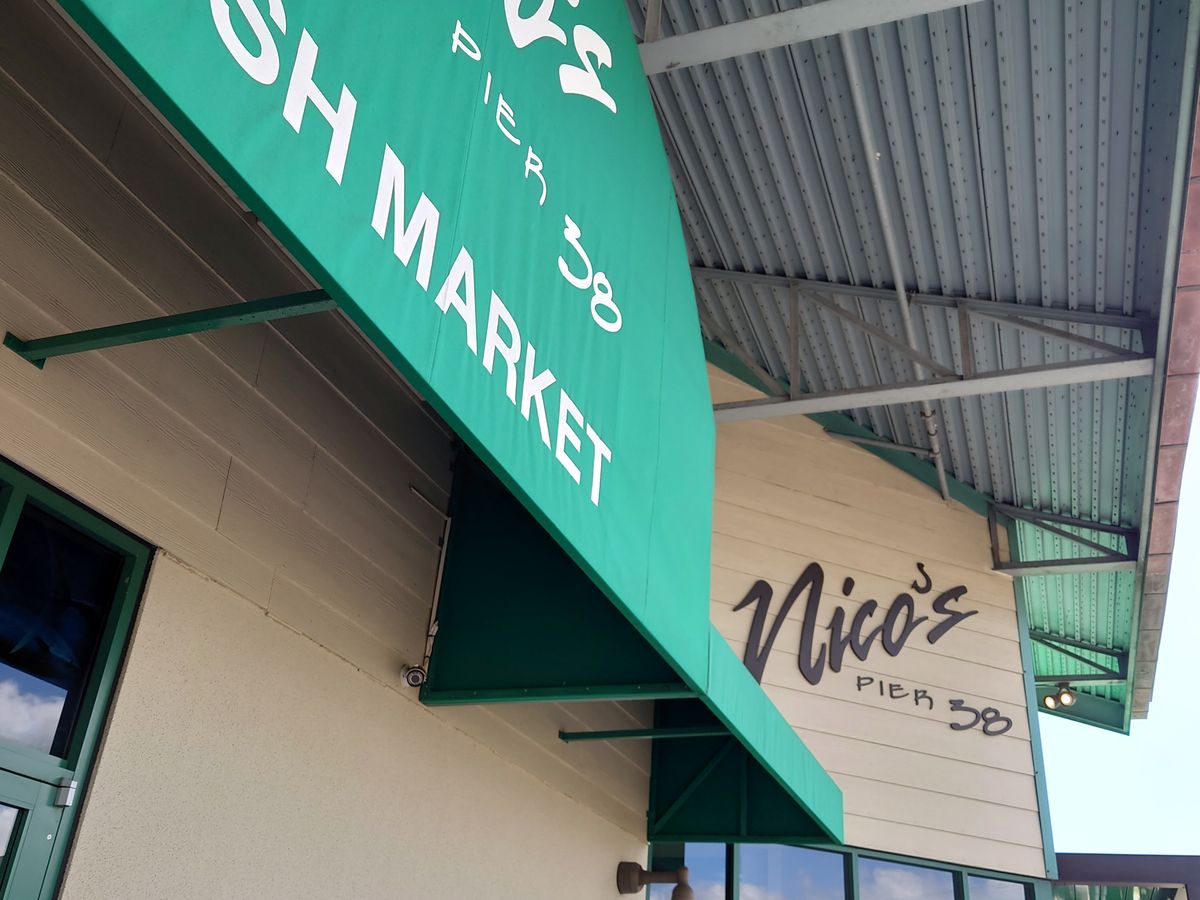 PIER 38
SH MARKET
Nico's
PIER 38